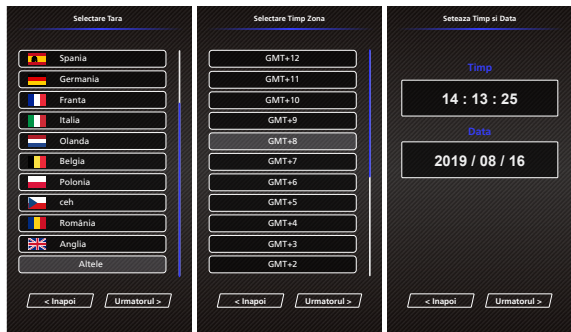 Selectare Tara
Spania
Germania
Franta
Italia
Olanda
Belgia
Polonia
ceh
România
Anglia
Altele
< Inapoi
Urmatorul >
Selectare Timp Zona
GMT+12
GMT+11
GMT+10
GMT+9
GMT+8
GMT+7
GMT+6
GMT+5
GMT+4
GMT+3
GMT+2
< Inapoi
Urmatorul >
Seteaza Timp si Data
Timp
14 : 13 : 25
Data
2019 / 08 / 16
< Inapoi
Urmatorul >